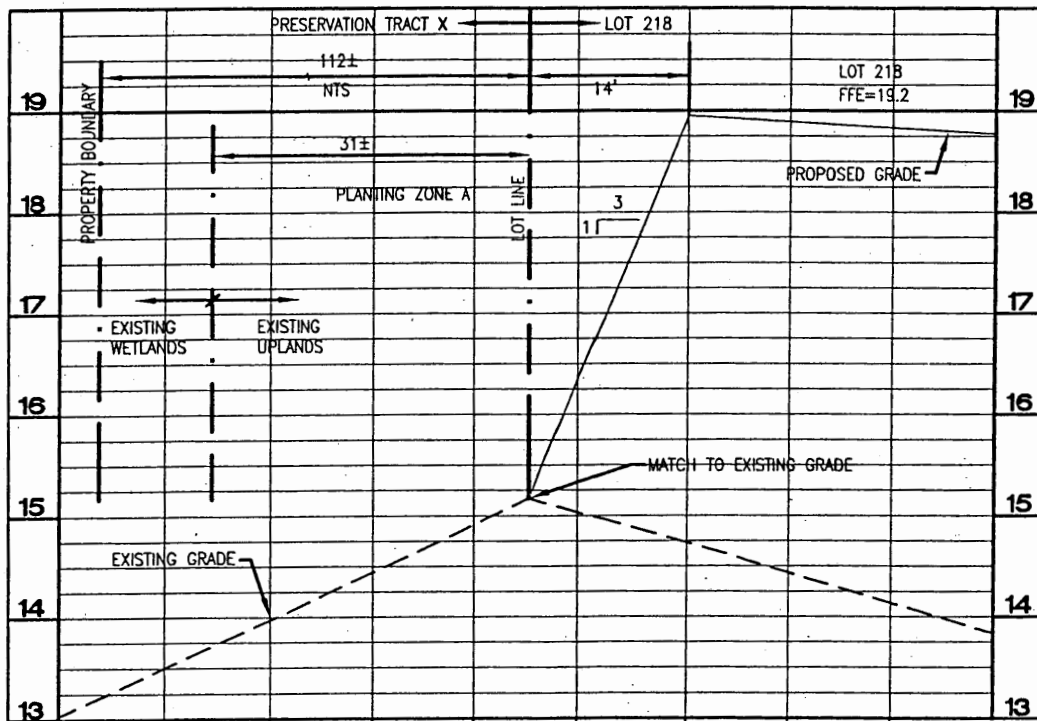 PRESERVATION TRACT X
LOT 218
112±
NTS
14'
LOT 218
FFE=19.2
19
19
PROPERTY BOUNDARY
31±
PLANTING ZONE A
LOT LINE
PROPOSED GRADE
3
1
18
18
17
17
EXISTING
WETLANDS
EXISTING
UPLANDS
16
16
MATCH TO EXISTING GRADE
15
15
EXISTING GRADE
14
14
13
13